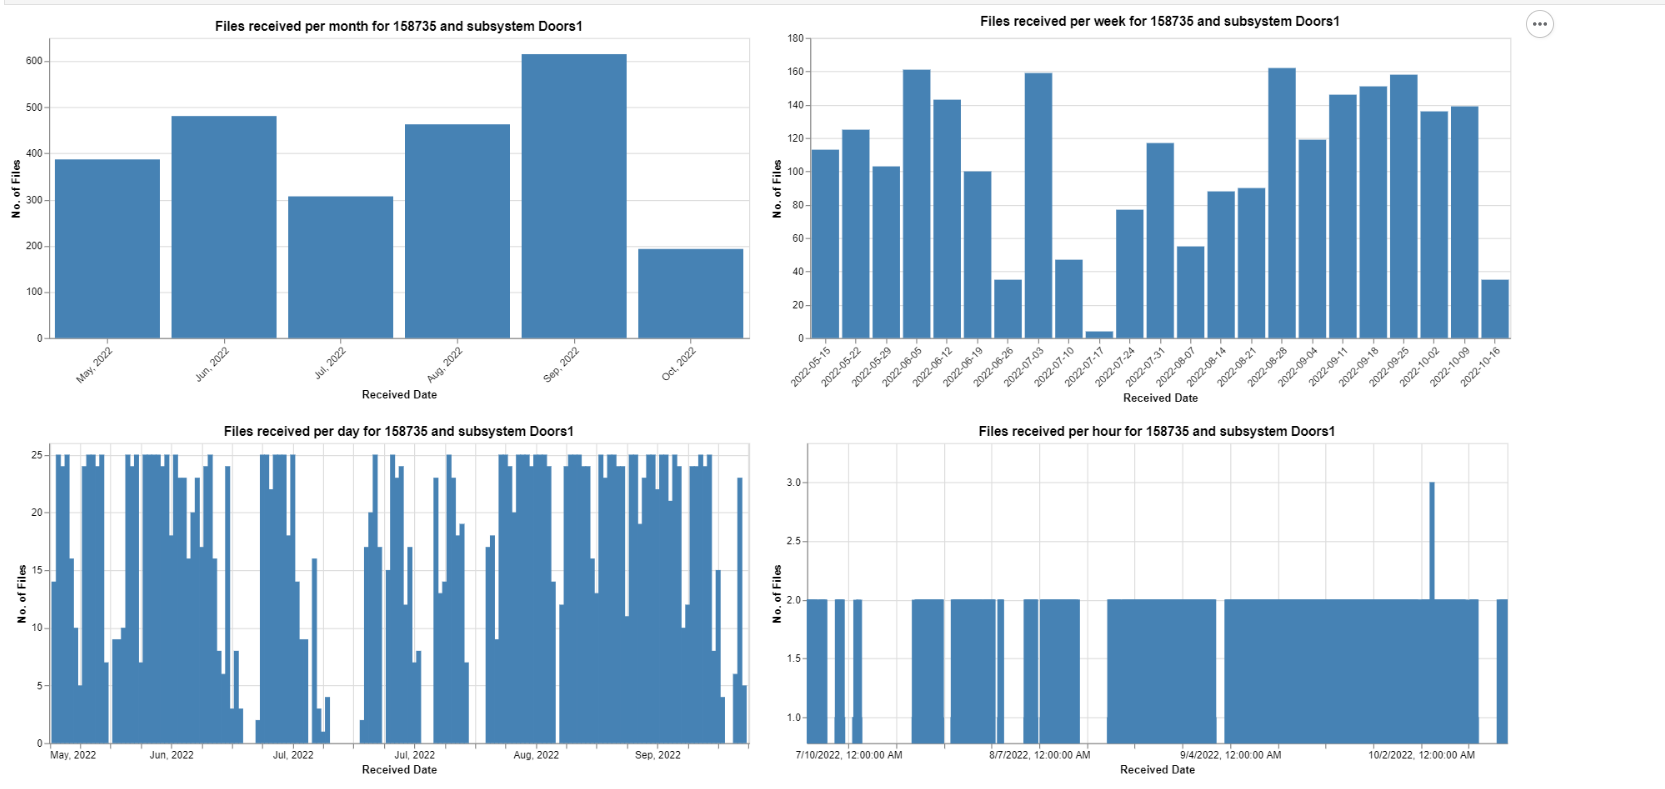 Files received per month for 158735 and subsystem Doors1
600
500
400
300
200
100
0
No. of Files
May, 2022
Jun, 2022
Jul, 2022
Aug, 2022
Sep, 2022
Oct, 2022
Received Date
Files received per week for 158735 and subsystem Doors1
180
160
140
120
100
80
60
40
20
0
No. of Files
2022-05-15
2022-05-22
2022-05-29
2022-06-05
2022-06-12
2022-06-19
2022-06-26
2022-07-03
2022-07-10
2022-07-17
2022-07-24
2022-07-31
2022-08-07
2022-08-14
2022-08-21
2022-08-28
2022-09-04
2022-09-11
2022-09-18
2022-09-25
2022-10-02
2022-10-09
2022-10-16
Received Date
Files received per day for 158735 and subsystem Doors1
25
20
15
10
5
0
No. of Files
May, 2022
Jun, 2022
Jul, 2022
Jul, 2022
Aug, 2022
Sep, 2022
Received Date
Files received per hour for 158735 and subsystem Doors1
3.0
2.5
2.0
1.5
1.0
No. of Files
7/10/2022, 12:00:00 AM
8/7/2022, 12:00:00 AM
9/4/2022, 12:00:00 AM
10/2/2022, 12:00:00 AM
Received Date